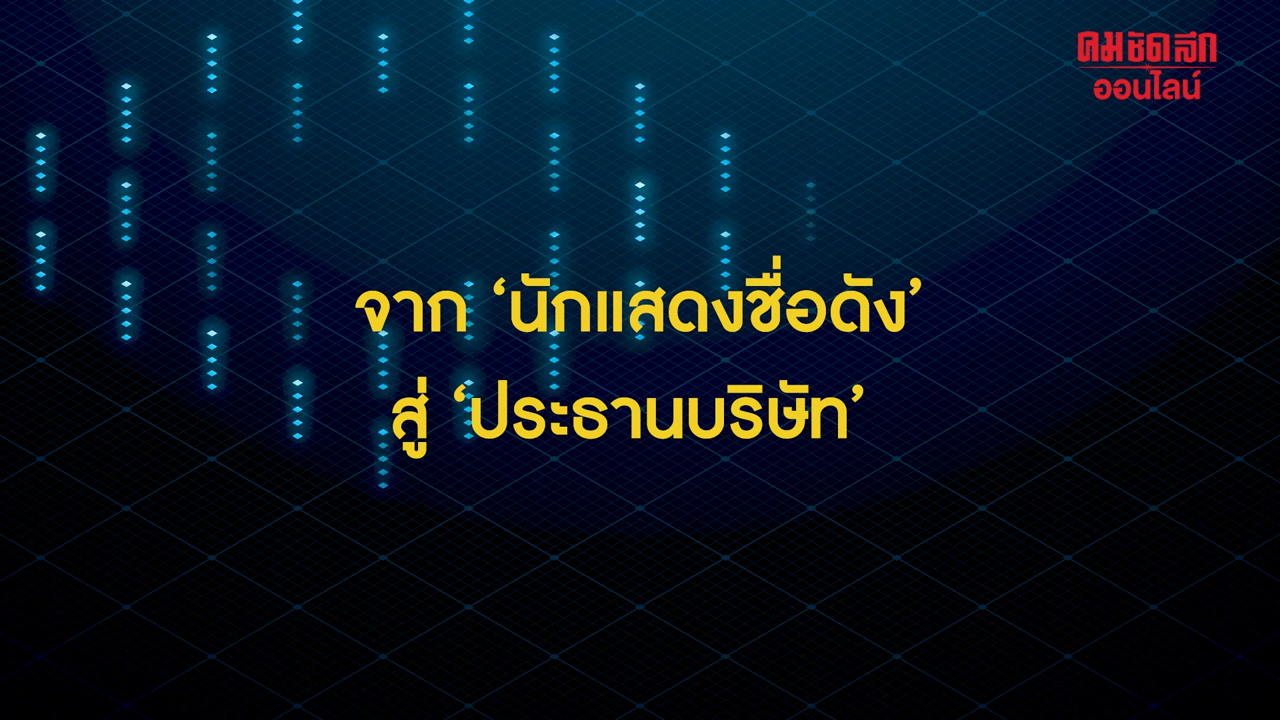 คมชัดลึก
ออนไลน์
จาก ‘นักแสดงชื่อดัง’
สู่ ‘ประธานบริษัท’